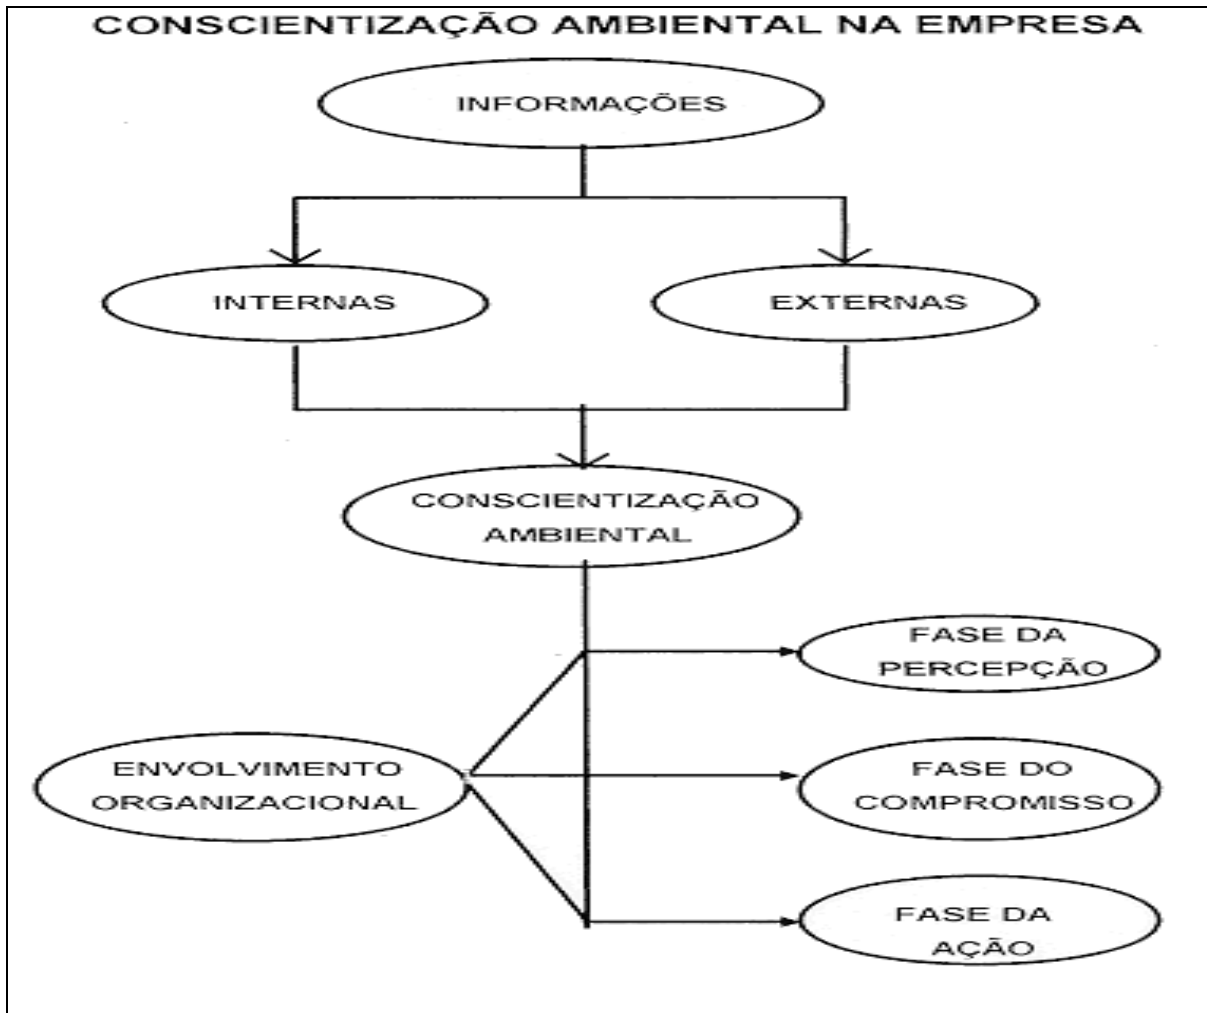 CONSCIENTIZAÇÃO AMBIENTAL NA EMPRESA
INFORMAÇÕES
INTERNAS
EXTERNAS
CONSCIENTIZAÇÃO
AMBIENTAL
FASE DA
PERCEPÇÃO
ENVOLVIMENTO
ORGANIZACIONAL
FASE DO
COMPROMISSO
FASE DA
AÇÃO